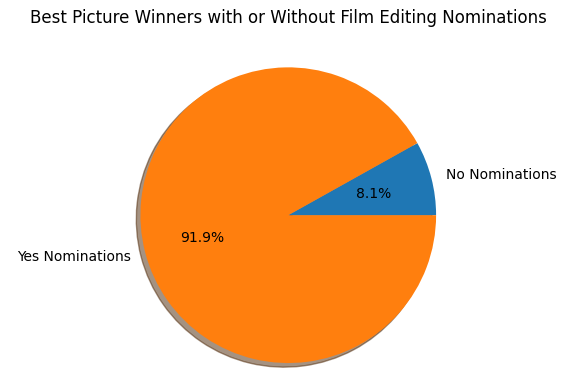 Best Picture Winners with or Without Film Editing Nominations
No Nominations
8.1%
91.9%
Yes Nominations